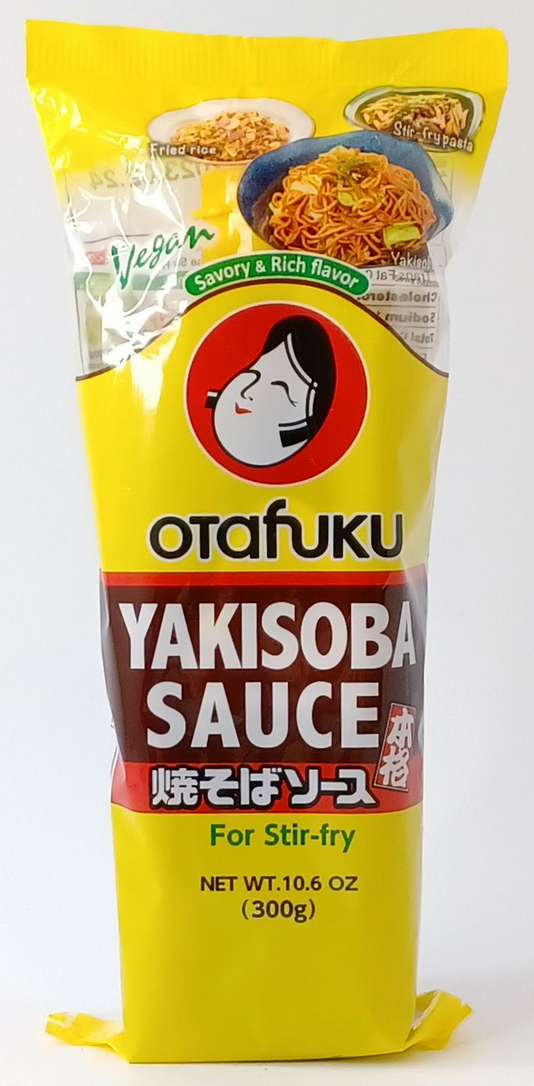 Fried rice
Stir-fry pasta
Vegan
Savory & Rich flavor
OTAFUKU
YAKISOBA
SAUCE
本格
焼そばソース
For Stir-fry
NET WT.10.6 OZ
(300g)